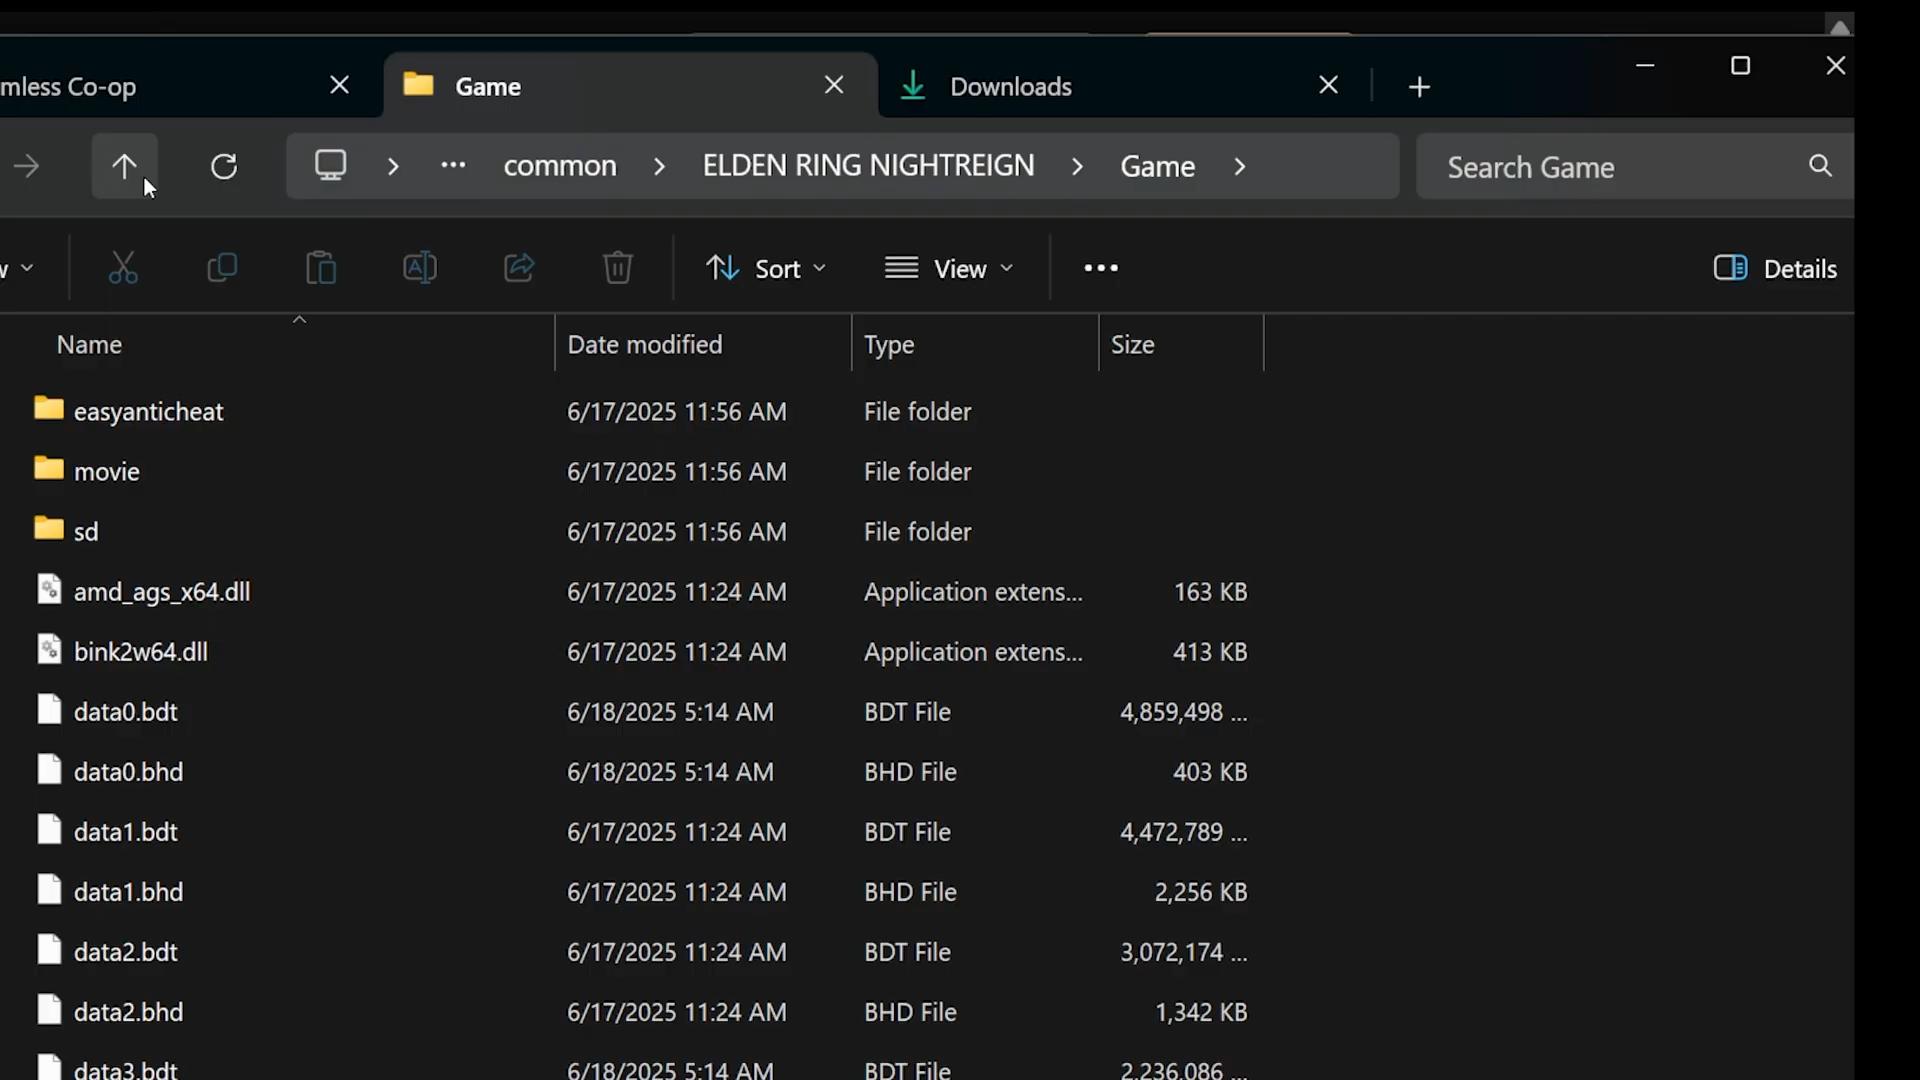 mless Co-op Game Downloads
common ELDEN RING NIGHTREIGN Game Search Game
Sort View Details
Name Date modified Type Size
easyanticheat 6/17/2025 11:56 AM File folder
movie 6/17/2025 11:56 AM File folder
sd 6/17/2025 11:56 AM File folder
amd_ags_x64.dll 6/17/2025 11:24 AM Application extens... 163 KB
bink2w64.dll 6/17/2025 11:24 AM Application extens... 413 KB
data0.bdt 6/18/2025 5:14 AM BDT File 4,859,498 ...
data0.bhd 6/18/2025 5:14 AM BHD File 403 KB
data1.bdt 6/17/2025 11:24 AM BDT File 4,472,789 ...
data1.bhd 6/17/2025 11:24 AM BHD File 2,256 KB
data2.bdt 6/17/2025 11:24 AM BDT File 3,072,174 ...
data2.bhd 6/17/2025 11:24 AM BHD File 1,342 KB
data3.bdt 6/18/2025 5:14 AM BDT File 2,236,086 ...